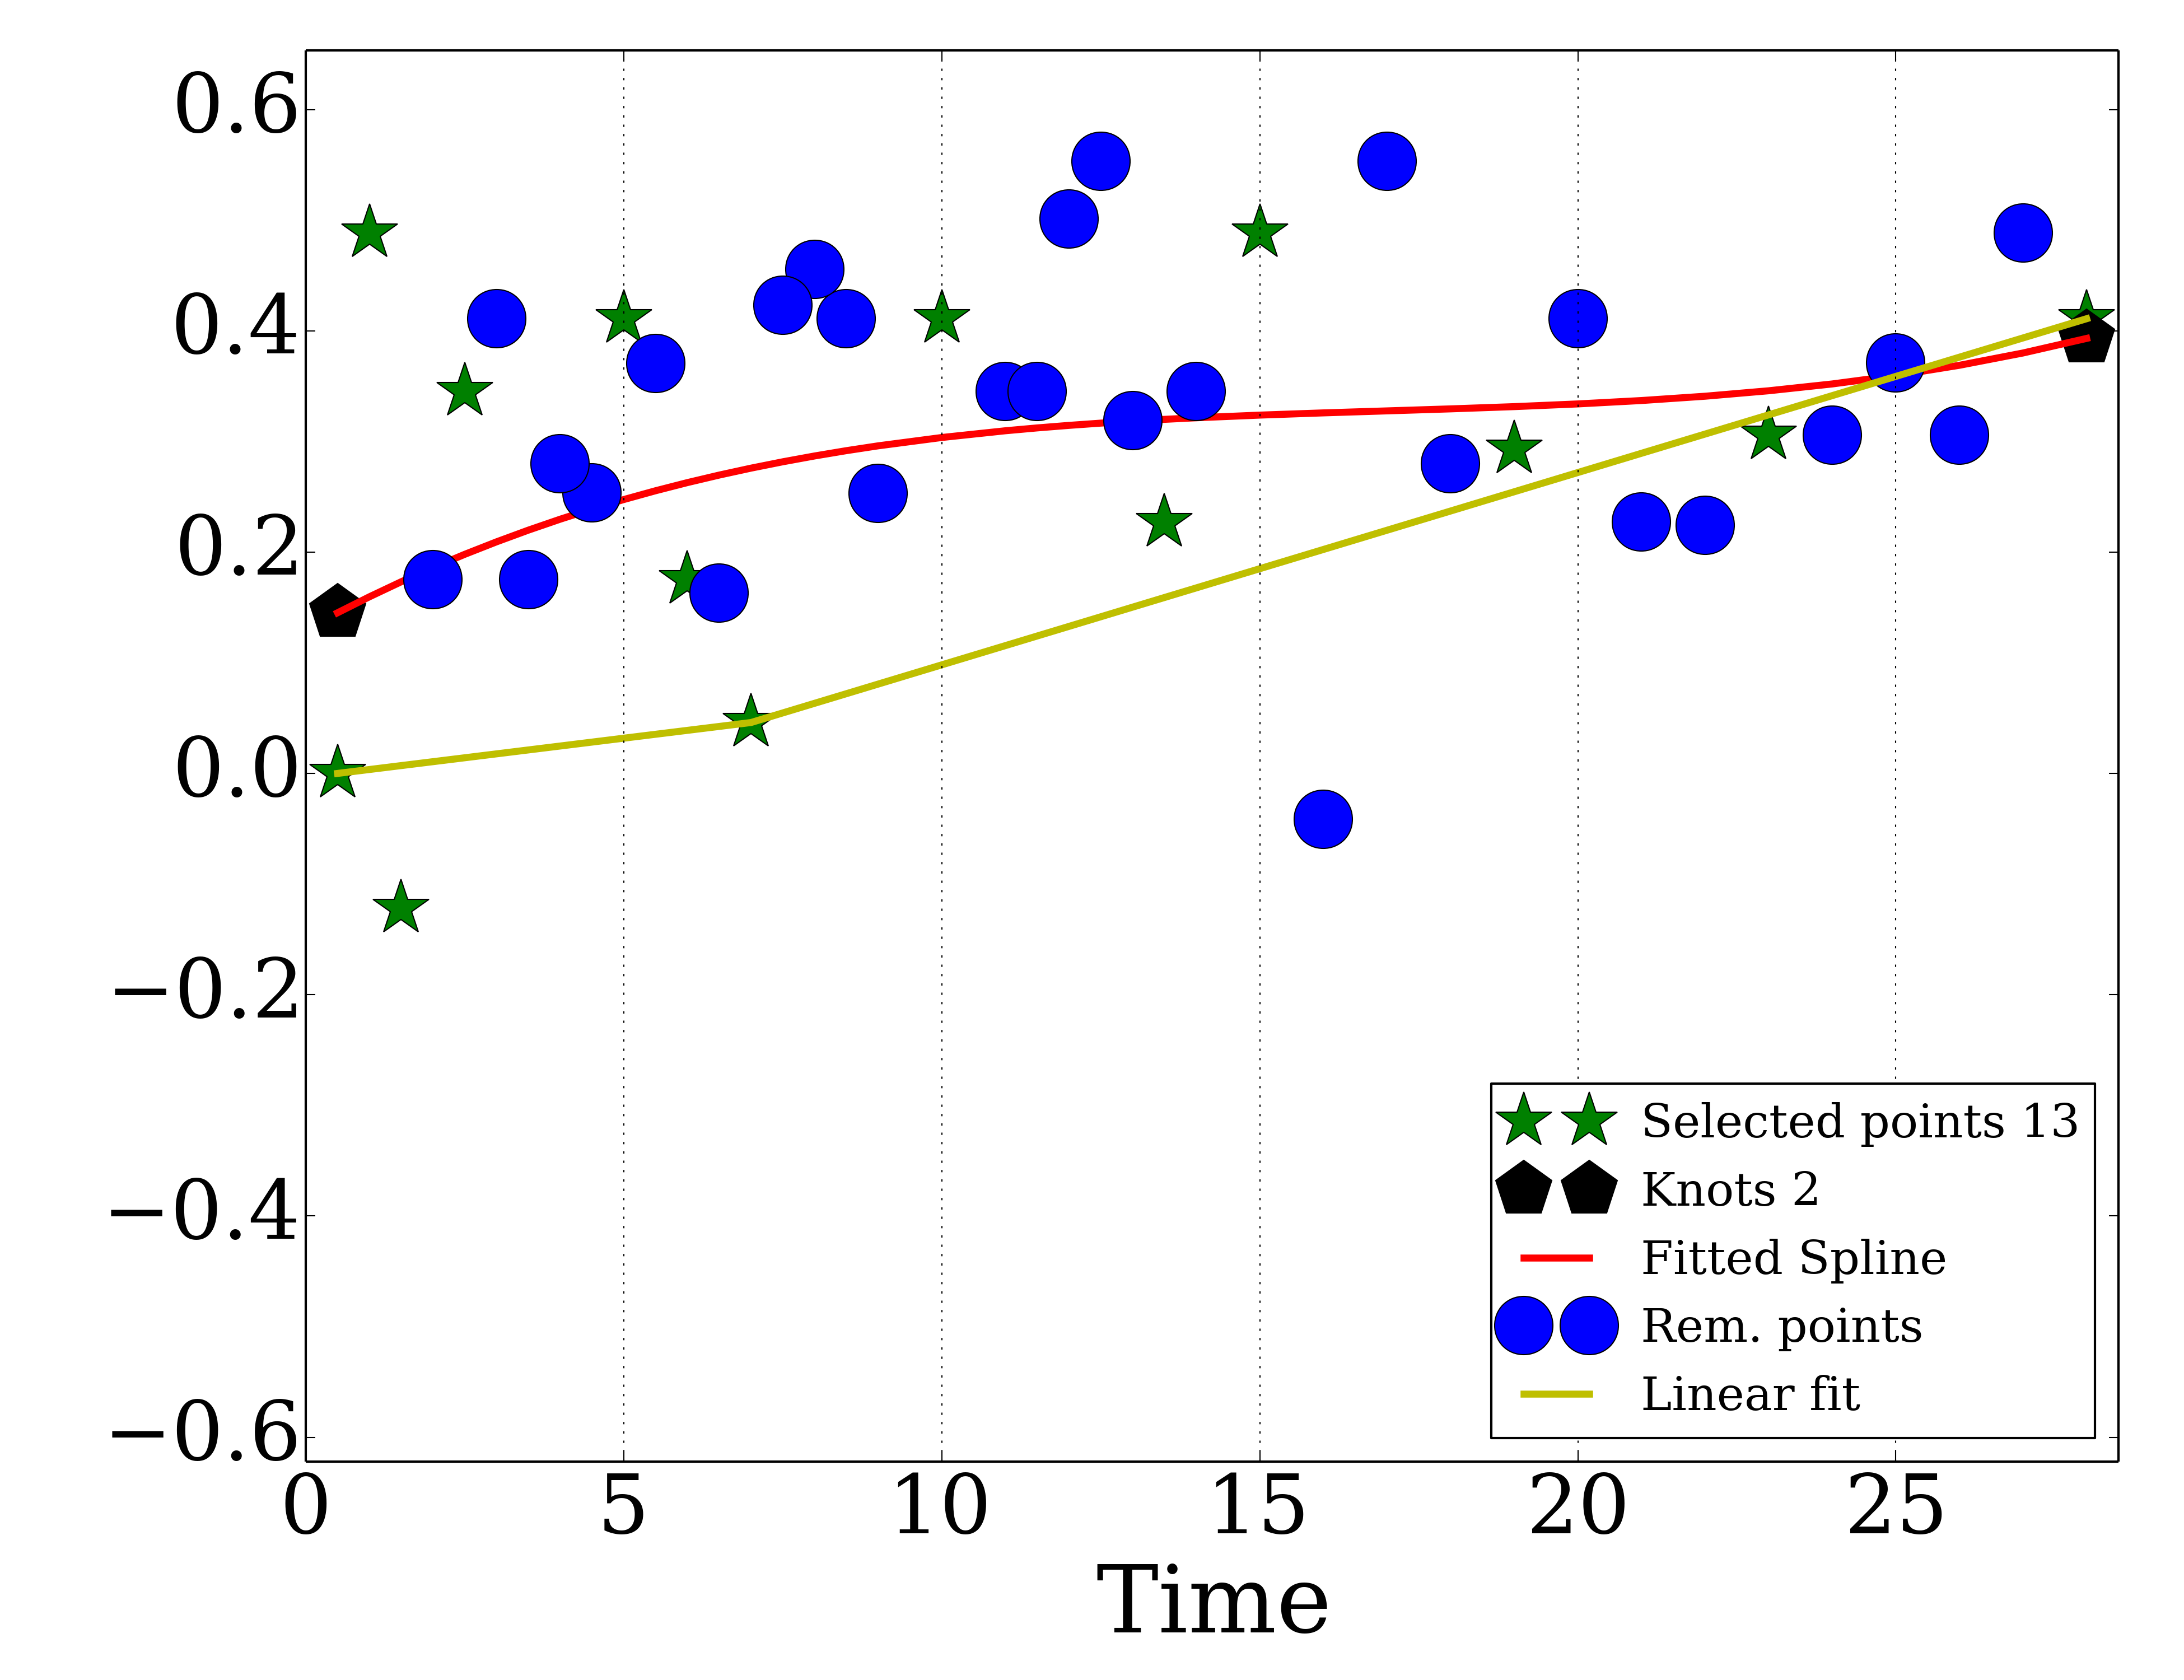 0.6
0.4
0.2
0.0
−0.2
−0.4
−0.6
0 5 10 15 20 25
Time
Selected points 13
Knots 2
Fitted Spline
Rem. points
Linear fit